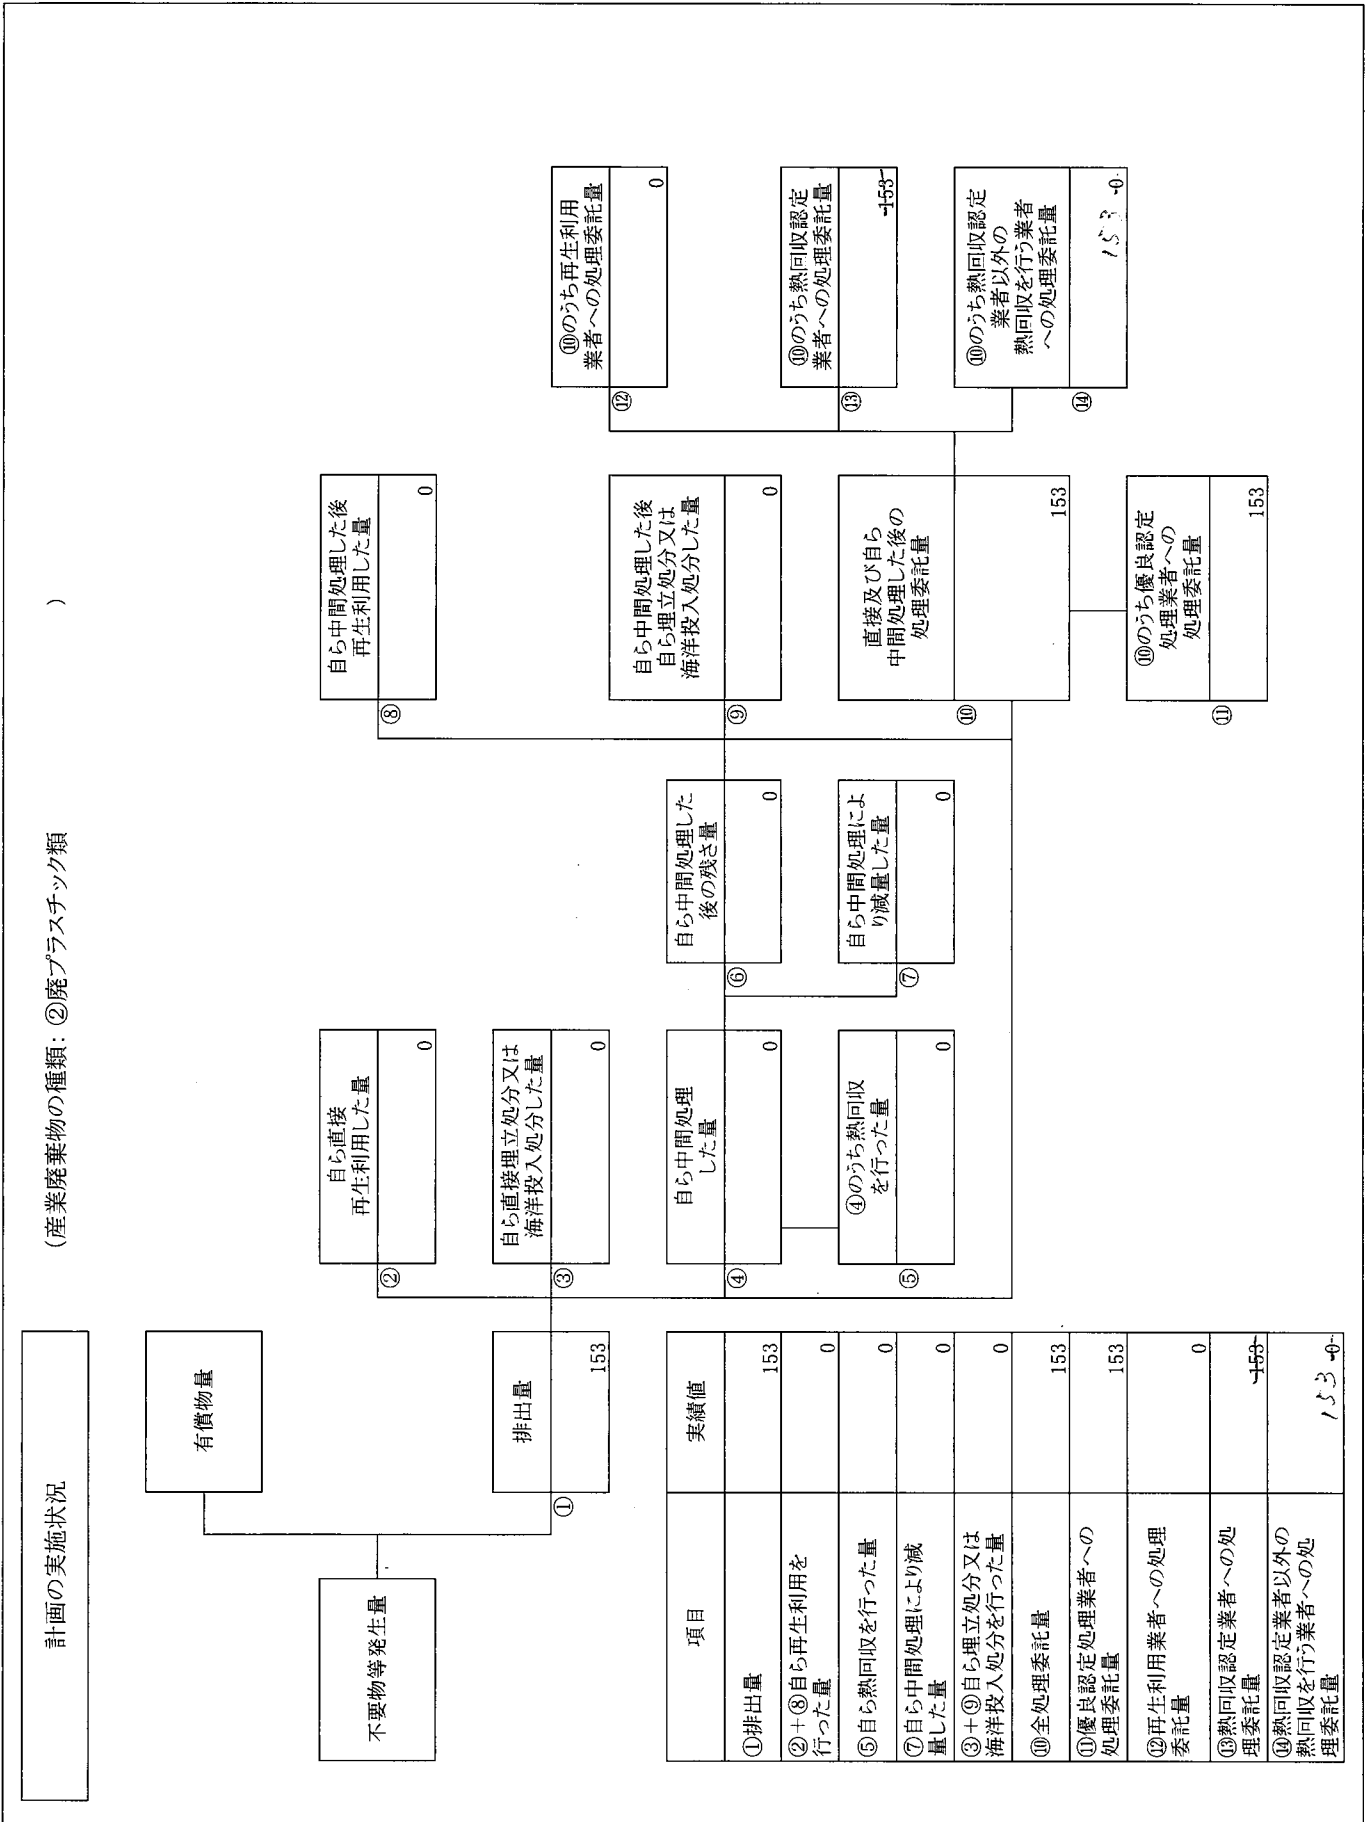 計画の実施状況
(産業廃棄物の種類：②廃プラスチック類 )
不要物等発生量
有償物量
①
排出量
153
②
自ら直接
再生利用した量
0
③
自ら直接埋立処分又は
海洋投入処分した量
0
④
自ら中間処理
した量
0
⑤
④のうち熱回収
を行った量
0
⑥
自ら中間処理した
後の残さ量
0
⑦
自ら中間処理によ
り減量した量
0
⑧
自ら中間処理した後
再生利用した量
0
⑨
自ら中間処理した後
自ら埋立処分又は
海洋投入処分した量
0
⑩
直接及び自ら
中間処理した後の
処理委託量
153
⑪
⑩のうち優良認定
処理業者への
処理委託量
153
⑫
⑩のうち再生利用
業者への処理委託量
0
⑬
⑩のうち熱回収認定
業者への処理委託量
153
⑭
⑩のうち熱回収認定
業者以外の
熱回収を行う業者
への処理委託量
153 0
項目 実績値
①排出量 153
②+⑧自ら再生利用を
行った量 0
⑤自ら熱回収を行った量 0
⑦自ら中間処理により減
量した量 0
③+⑨自ら埋立処分又は
海洋投入処分を行った量 0
⑩全処理委託量 153
⑪優良認定処理業者への
処理委託量 153
⑫再生利用業者への処理
委託量 0
⑬熱回収認定業者への処
理委託量 153
⑭熱回収認定業者以外の
熱回収を行う業者への処
理委託量 153 0